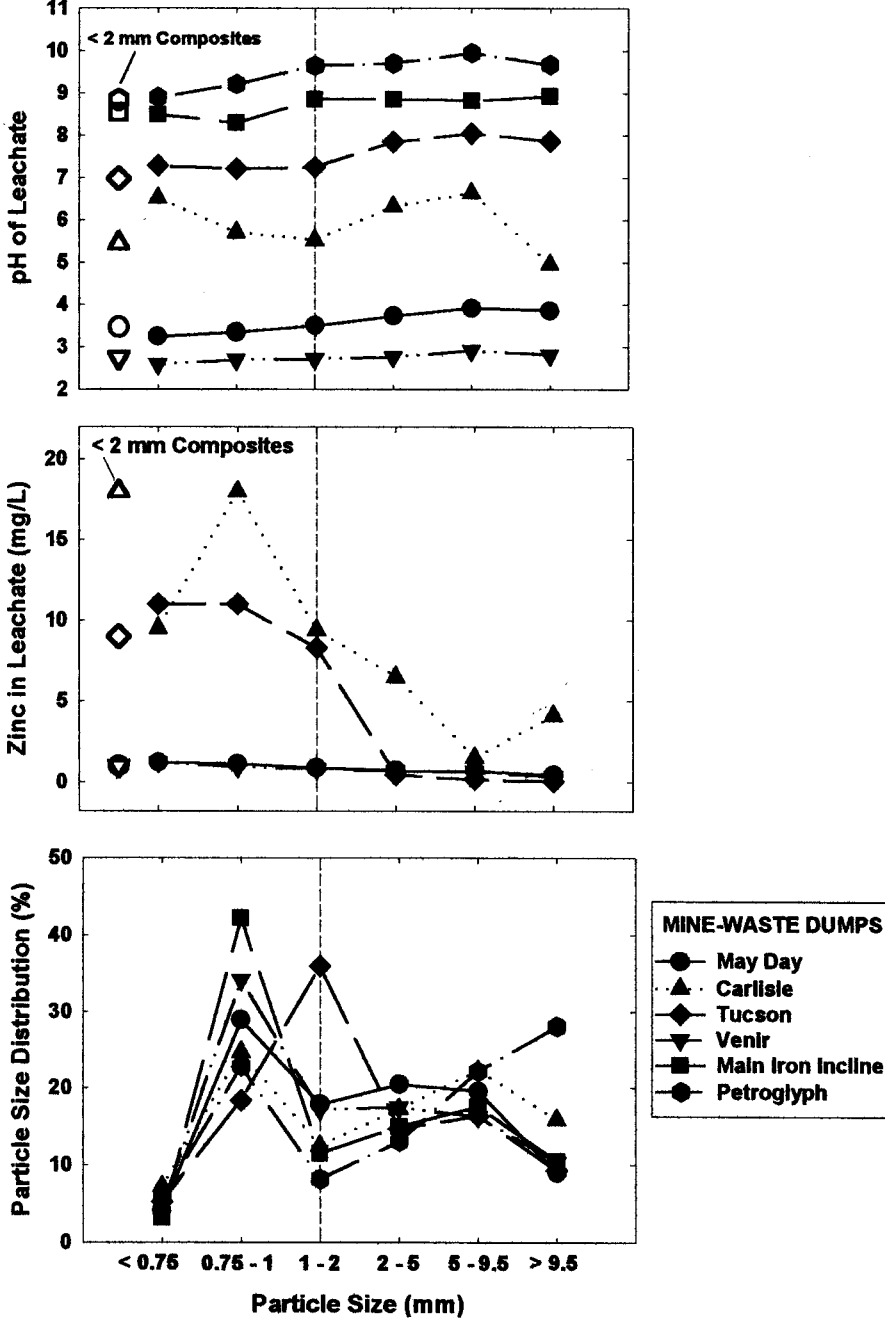 11
10
9
8
7
6
5
4
3
2
pH of Leachate
< 2 mm Composites
20
15
10
5
0
Zinc in Leachate (mg/L)
< 2 mm Composites
50
40
30
20
10
0
Particle Size Distribution (%)
< 0.75 0.75 - 1 1 - 2 2 - 5 5 - 9.5 > 9.5
Particle Size (mm)
MINE-WASTE DUMPS
May Day
Carlisle
Tucson
Venir
Main Iron Incline
Petroglyph